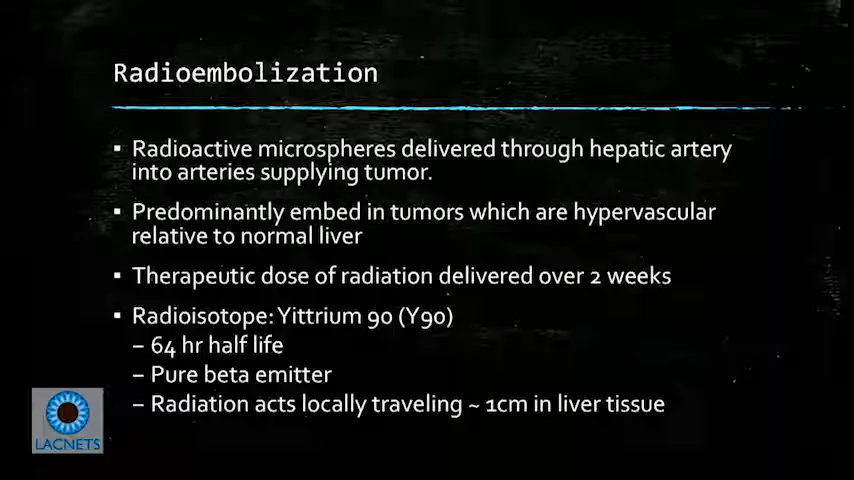 Radioembolization
▪ Radioactive microspheres delivered through hepatic artery
into arteries supplying tumor.
▪ Predominantly embed in tumors which are hypervascular
relative to normal liver
▪ Therapeutic dose of radiation delivered over 2 weeks
▪ Radioisotope: Yittrium 90 (Y90)
– 64 hr half life
– Pure beta emitter
– Radiation acts locally traveling ~ 1cm in liver tissue
LACNETS